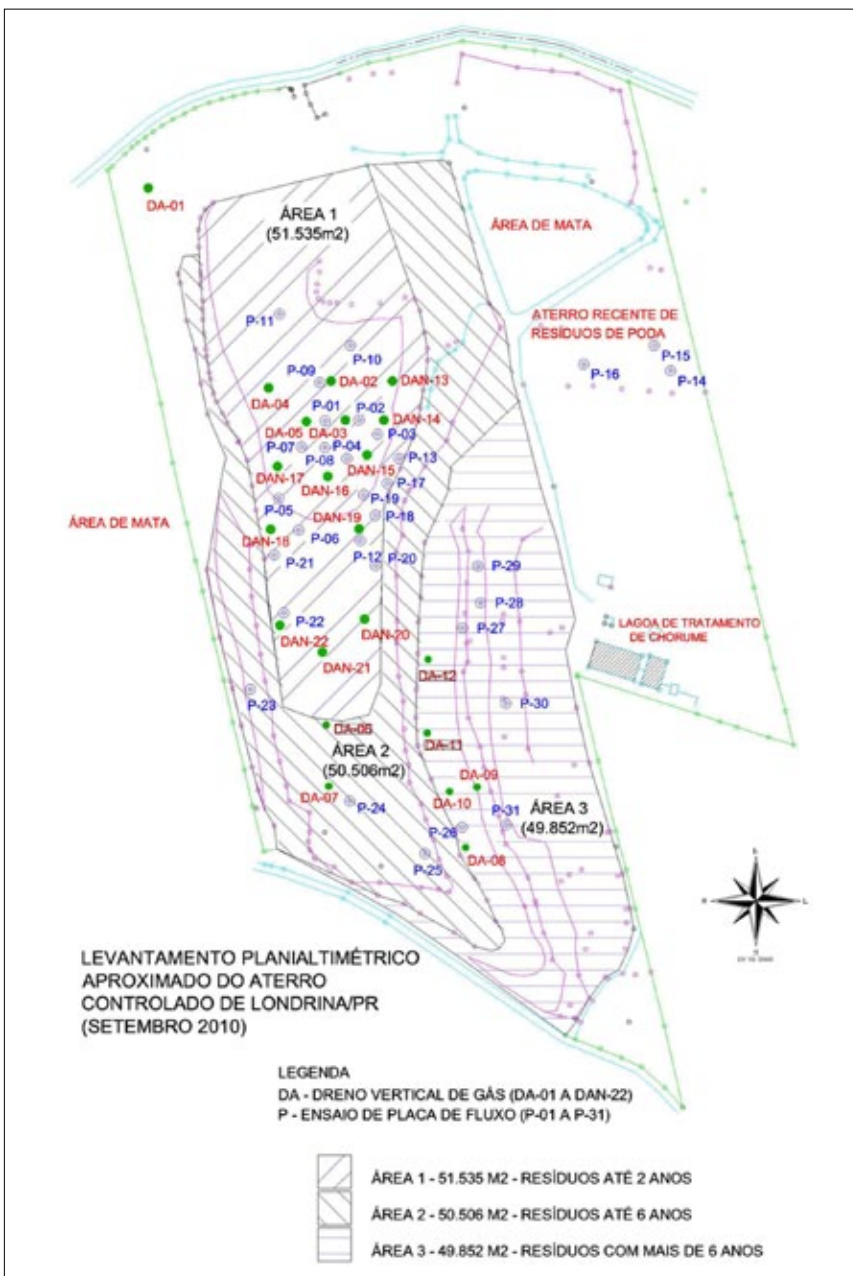 DA-01
ÁREA 1
(51.535m2)
ÁREA DE MATA
ATERRO RECENTE DE
RESÍDUOS DE PODA
P-11
P-10
P-15
P-16
P-14
P-09
DA-02
DAN-13
DA-04
P-01
P-02
DAN-14
DA-05
DA-03
P-03
P-07
P-04
P-08
DAN-15
P-13
DAN-17
DAN-16
P-17
P-19
P-05
DAN-19
P-18
ÁREA DE MATA
DAN-18
P-06
P-21
P-12
P-20
P-29
P-28
P-22
P-27
LAGOA DE TRATAMENTO
DE CHORUME
DAN-22
DAN-20
DAN-21
DA-12
P-23
P-30
DA-06
DA-11
ÁREA 2
(50.506m2)
DA-07
P-24
DA-09
DA-10
ÁREA 3
(49.852m2)
P-31
P-26
P-25
DA-08
L
LEVANTAMENTO PLANIALTIMÉTRICO
APROXIMADO DO ATERRO
CONTROLADO DE LONDRINA/PR
(SETEMBRO 2010)
LEGENDA
DA - DRENO VERTICAL DE GÁS (DA-01 A DAN-22)
P - ENSAIO DE PLACA DE FLUXO (P-01 A P-31)
ÁREA 1 - 51.535 M2 - RESÍDUOS ATÉ 2 ANOS
ÁREA 2 - 50.506 M2 - RESÍDUOS ATÉ 6 ANOS
ÁREA 3 - 49.852 M2 - RESÍDUOS COM MAIS DE 6 ANOS